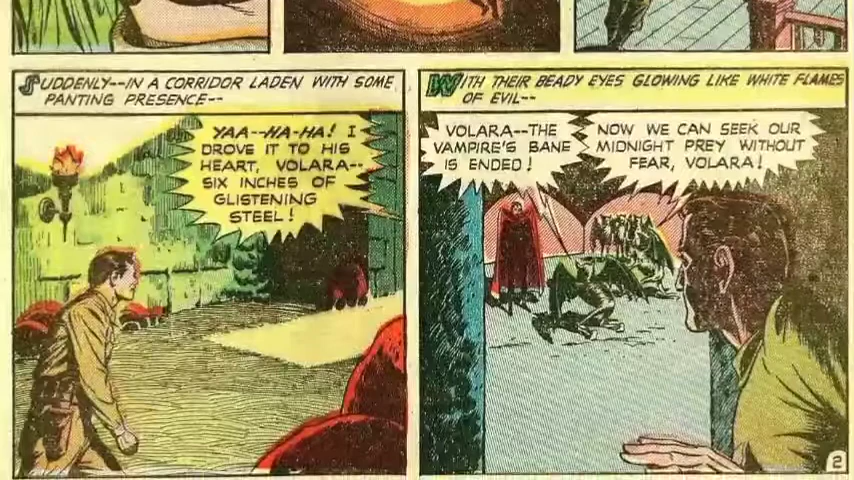 SUDDENLY--IN A CORRIDOR LADEN WITH SOME
PANTING PRESENCE--
YAA--HA-HA! I
DROVE IT TO HIS
HEART, VOLARA--
SIX INCHES OF
GLISTENING
STEEL!
WITH THEIR BEADY EYES GLOWING LIKE WHITE FLAMES
OF EVIL--
VOLARA--THE
VAMPIRE'S BANE
IS ENDED!
NOW WE CAN SEEK OUR
MIDNIGHT PREY WITHOUT
FEAR, VOLARA!
2